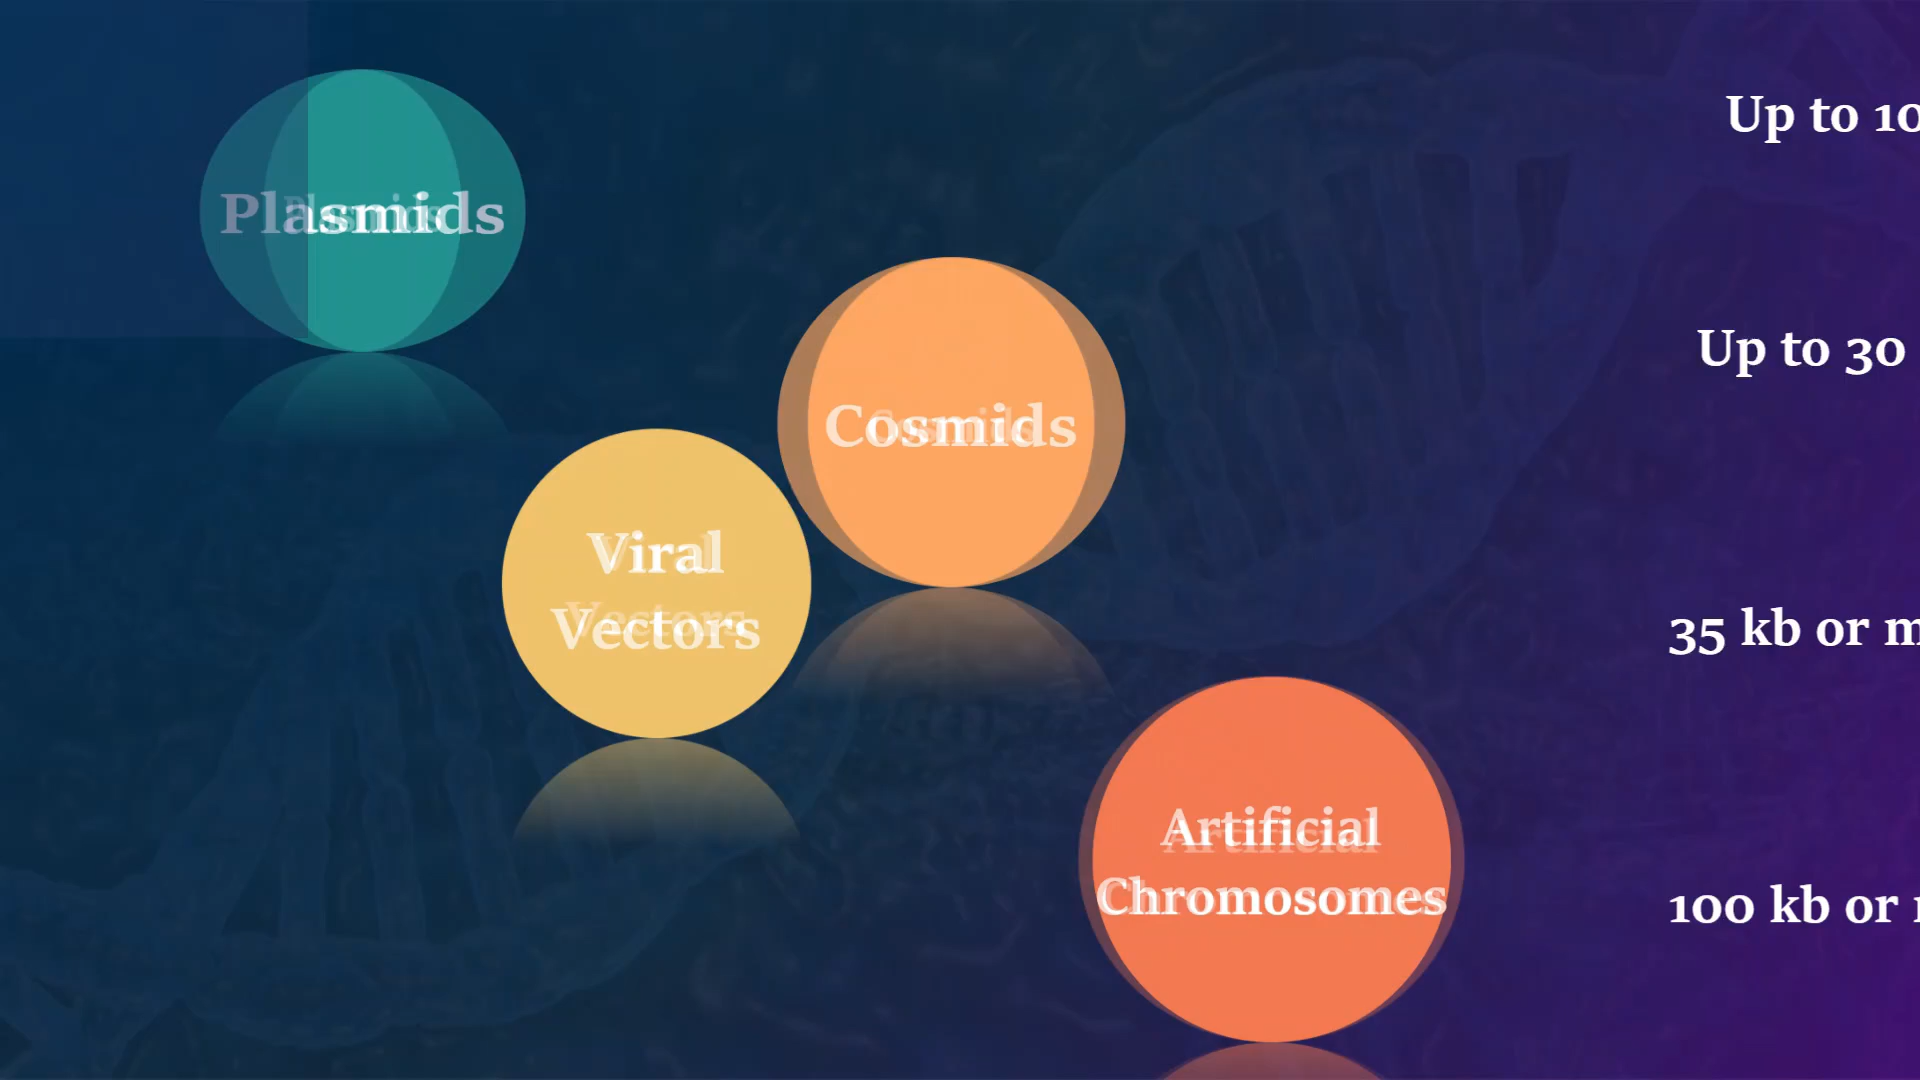 Plasmids
Up to 10
Cosmids
Up to 30
Viral
Vectors
35 kb or
Artificial
Chromosomes
100 kb or